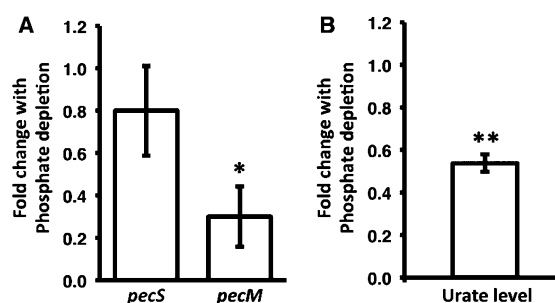 A
Fold change with
Phosphate depletion
1.2
1.0
0.8
0.6
0.4
0.2
0.0
*
pecS
pecM
B
Fold change with
Phosphate depletion
1.2
1.0
0.8
0.6
0.4
0.2
0.0
**
Urate level